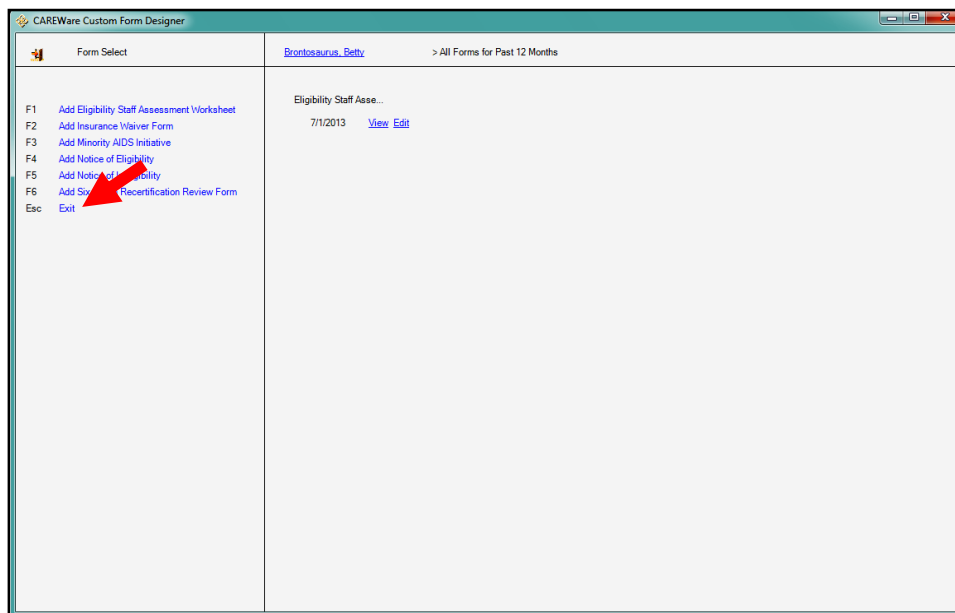 CAREWare Custom Form Designer
Form Select
Brontosaurus, Betty > All Forms for Past 12 Months
Eligibility Staff Asse...
7/1/2013 View Edit
F1 Add Eligibility Staff Assessment Worksheet
F2 Add Insurance Waiver Form
F3 Add Minority AIDS Initiative
F4 Add Notice of Eligibility
F5 Add Notice of
F6 Add Recertification Review Form
Esc Exit